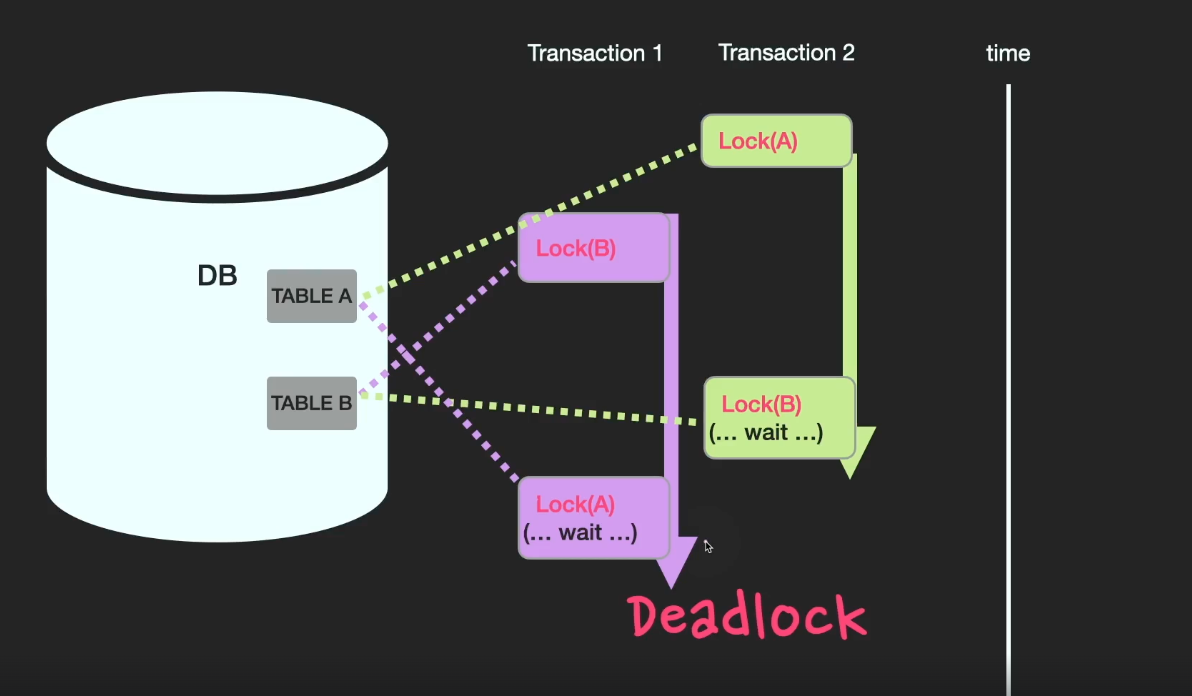 Transaction 1
Transaction 2
time
Lock(A)
Lock(B)
DB
TABLE A
TABLE B
Lock(B)
(... wait ...)
Lock(A)
(... wait ...)
Deadlock